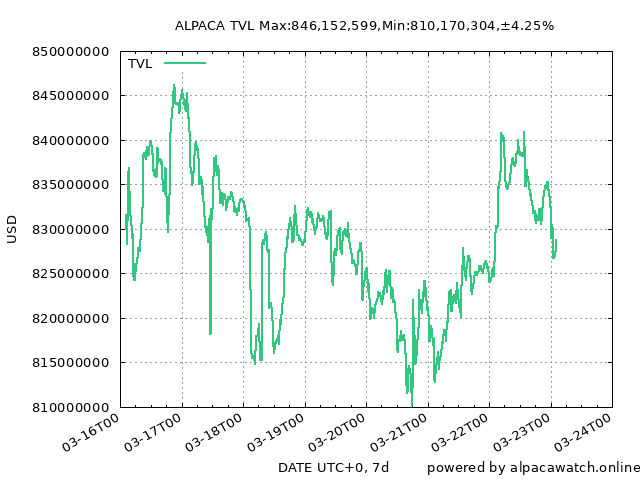 ALPACA TVL Max:846,152,599,Min:810,170,304,±4.25%
TVL
850000000
845000000
840000000
835000000
830000000
825000000
820000000
815000000
810000000
USD
03-16T00
03-17T00
03-18T00
03-19T00
03-20T00
03-21T00
03-22T00
03-23T00
03-24T00
DATE UTC+0, 7d
powered by alpacawatch.online